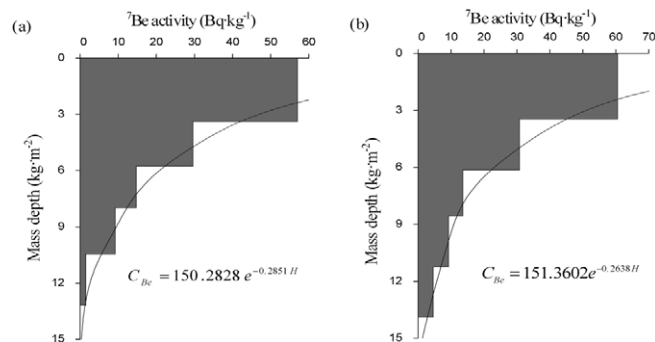 (a)
⁷Be activity (Bq·kg⁻¹)
0 10 20 30 40 50 60
Mass depth (kg·m⁻²)
0
3
6
9
12
15
C_Be = 150.2828 e^(-0.2851 H)
(b)
⁷Be activity (Bq·kg⁻¹)
0 10 20 30 40 50 60 70
Mass depth (kg·m⁻²)
0
3
6
9
12
15
C_Be = 151.3602e^(-0.2638 H)